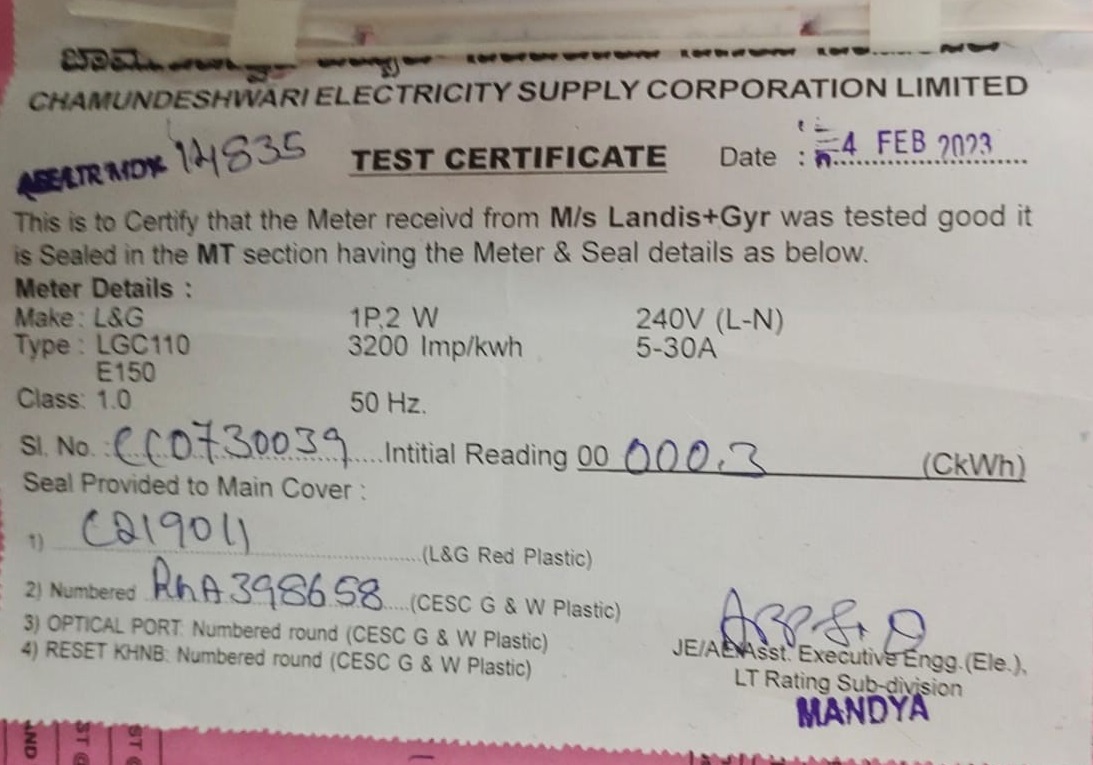 CHAMUNDESHWARI ELECTRICITY SUPPLY CORPORATION LIMITED
14835 TEST CERTIFICATE Date : 4 FEB 2023
This is to Certify that the Meter receivd from M/s Landis+Gyr was tested good it
is Sealed in the MT section having the Meter & Seal details as below.
Meter Details :
Make : L&G 1P,2 W 240V (L-N)
Type : LGC110 3200 Imp/kwh 5-30A
E150
Class: 1.0 50 Hz.
Sl. No. : CC0730039 Intitial Reading 00 000.3 (CkWh)
Seal Provided to Main Cover :
1) C219011 (L&G Red Plastic)
2) Numbered RhA398658 (CESC G & W Plastic)
3) OPTICAL PORT: Numbered round (CESC G & W Plastic)
4) RESET KHNB: Numbered round (CESC G & W Plastic)
JE/AE/Asst. Executive Engg.(Ele.),
LT Rating Sub-division
MANDYA